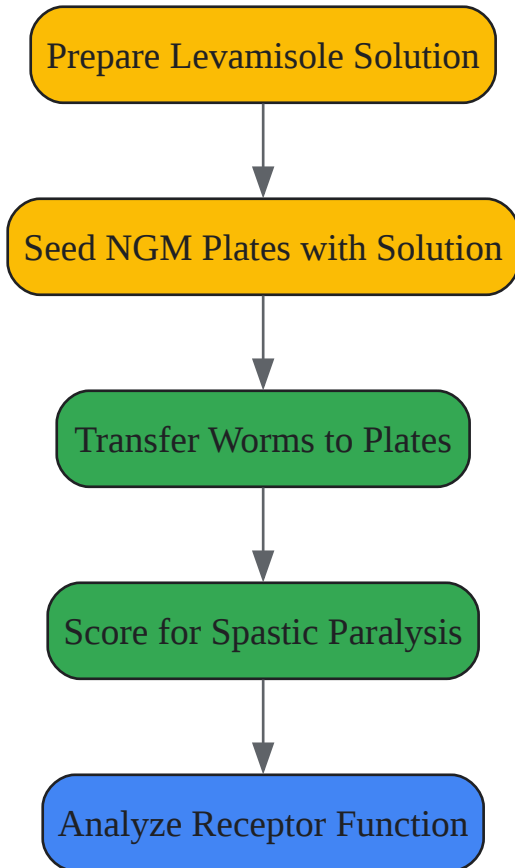 Prepare Levamisole Solution
Seed NGM Plates with Solution
Transfer Worms to Plates
Score for Spastic Paralysis
Analyze Receptor Function